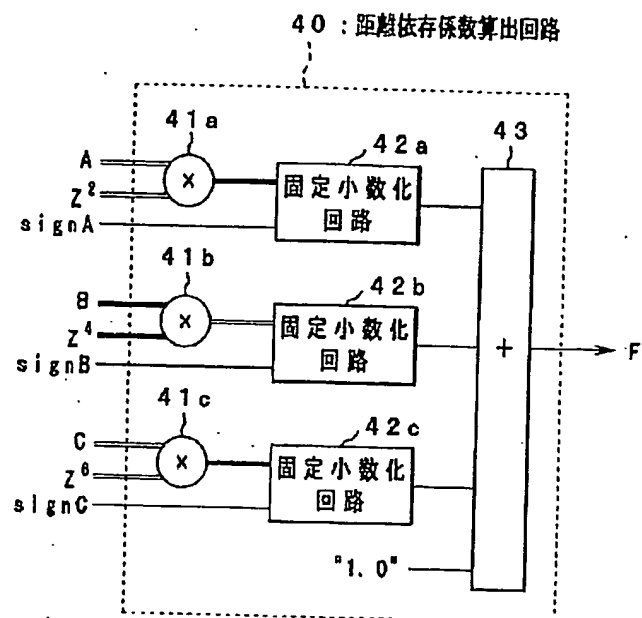 40：距離依存係数算出回路
41a
42a
43
A
Z²
×
固定小数化
回路
signA
41b
42b
B
Z⁴
×
固定小数化
回路
signB
+
F
41c
42c
C
Z⁶
×
固定小数化
回路
signC
"1.0"